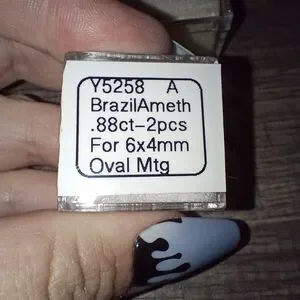 Y5258 A
BrazilAmeth
.88ct-2pcs
For 6x4mm
Oval Mtg